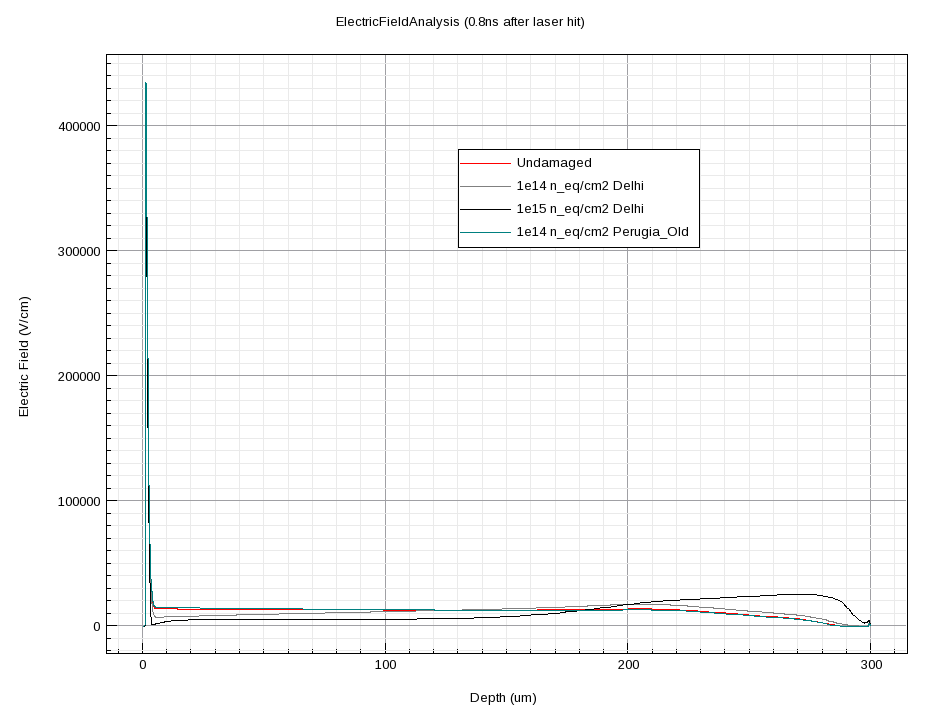 ElectricFieldAnalysis (0.8ns after laser hit)
Electric Field (V/cm)
400000
300000
200000
100000
0
Undamaged
1e14 n_eq/cm2 Delhi
1e15 n_eq/cm2 Delhi
1e14 n_eq/cm2 Perugia_Old
0 100 200 300
Depth (um)